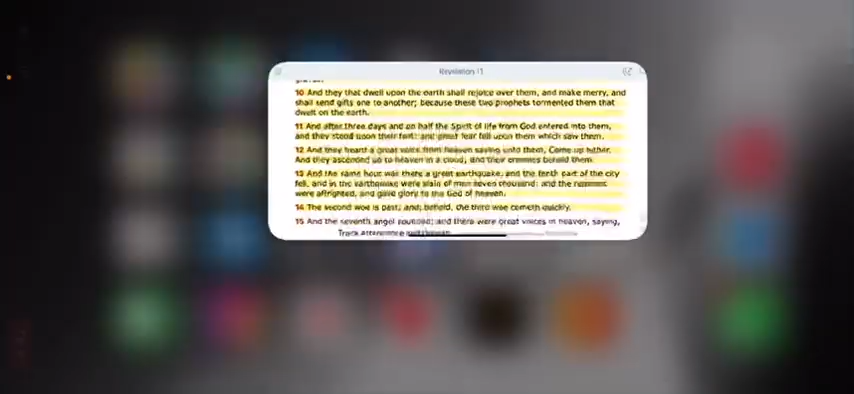 Revelation 11
10 And they that dwell upon the earth shall rejoice over them, and make merry, and
shall send gifts one to another; because these two prophets tormented them that
dwelt on the earth.
11 And after three days and an half the Spirit of life from God entered into them,
and they stood upon their feet; and great fear fell upon them which saw them.
12 And they heard a great voice from heaven saying unto them, Come up hither.
And they ascended up to heaven in a cloud; and their enemies beheld them.
13 And the same hour was there a great earthquake, and the tenth part of the city
fell, and in the earthquake were slain of men seven thousand: and the remnant
were affrighted, and gave glory to the God of heaven.
14 The second woe is past; and, behold, the third woe cometh quickly.
15 And the seventh angel sounded; and there were great voices in heaven, saying,
Track Attendance